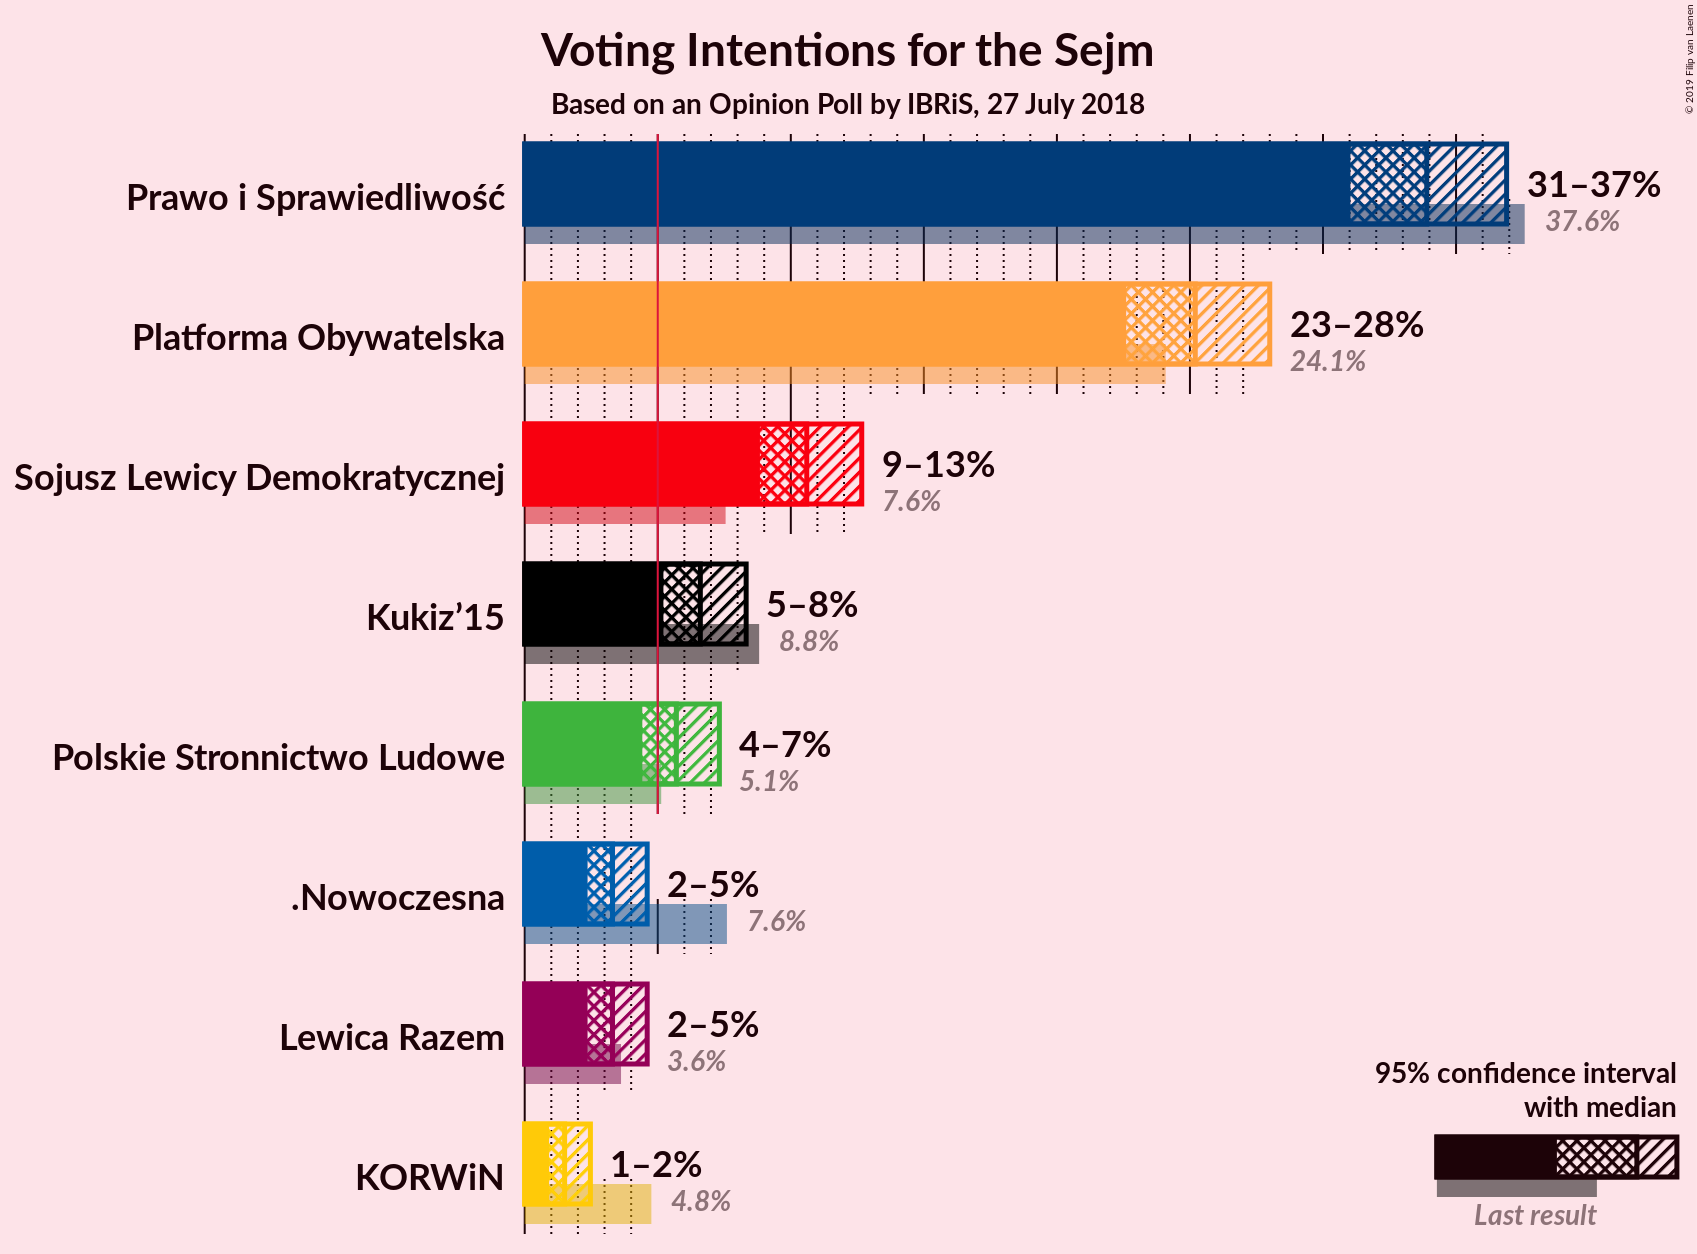 Voting Intentions for the Sejm
Based on an Opinion Poll by IBRiS, 27 July 2018
© 2019 Filip van Laenen
Prawo i Sprawiedliwość
31–37%
37.6%
Platforma Obywatelska
23–28%
24.1%
Sojusz Lewicy Demokratycznej
9–13%
7.6%
Kukiz’15
5–8%
8.8%
Polskie Stronnictwo Ludowe
4–7%
5.1%
.Nowoczesna
2–5%
7.6%
Lewica Razem
2–5%
3.6%
KORWiN
1–2%
4.8%
95% confidence interval
with median
Last result